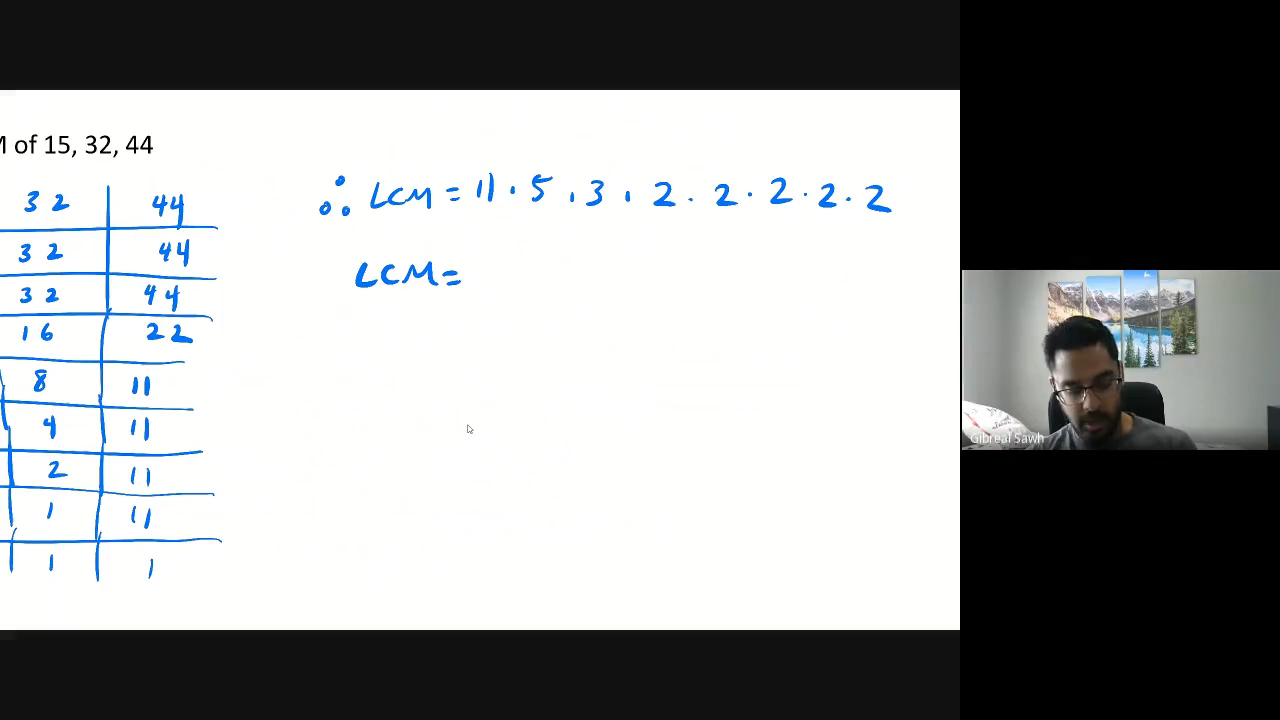 M of 15, 32, 44
32 44
32 44
32 44
16 22
8 11
4 11
2 11
1 11
1 1
∴ LCM = 11 · 5 · 3 · 2 · 2 · 2 · 2 · 2
LCM =
Gibreal Sawh